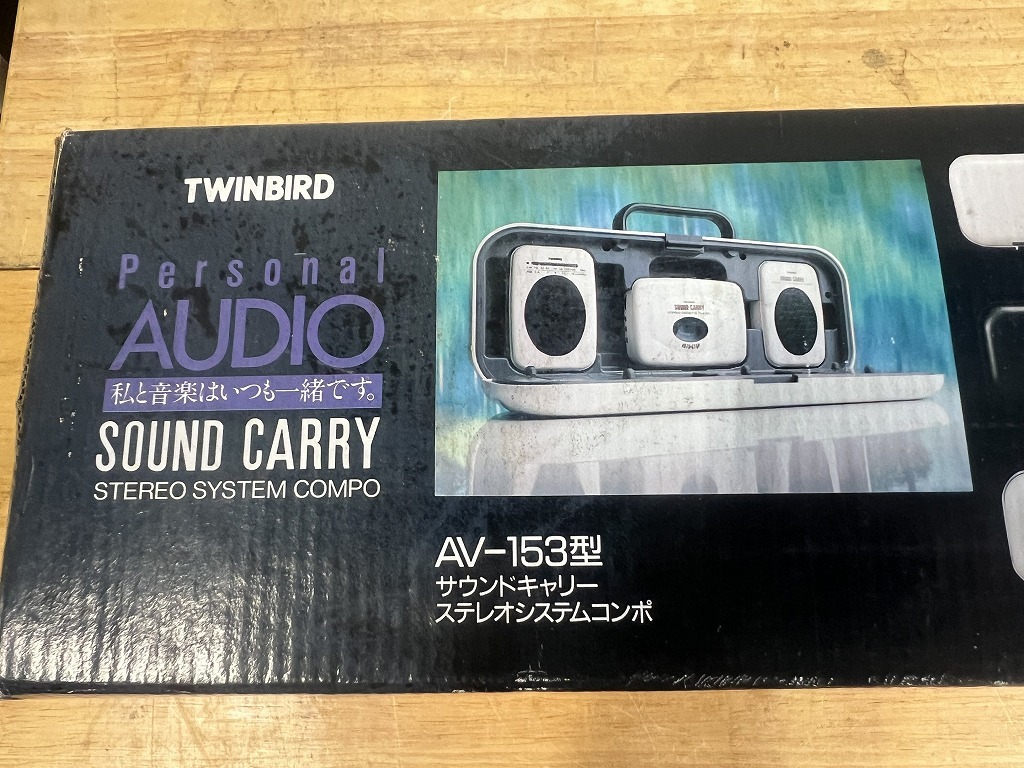 TWINBIRD
Personal
AUDIO
私と音楽はいつも一緒です。
SOUND CARRY
STEREO SYSTEM COMPO
SOUND CARRY
AV-153型
サウンドキャリー
ステレオシステムコンポ